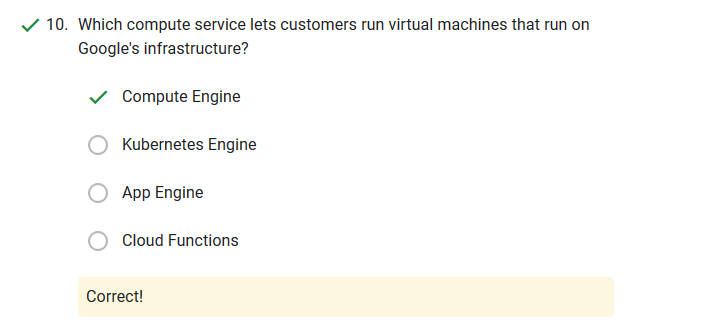 10. Which compute service lets customers run virtual machines that run on
Google's infrastructure?
Compute Engine
Kubernetes Engine
App Engine
Cloud Functions
Correct!